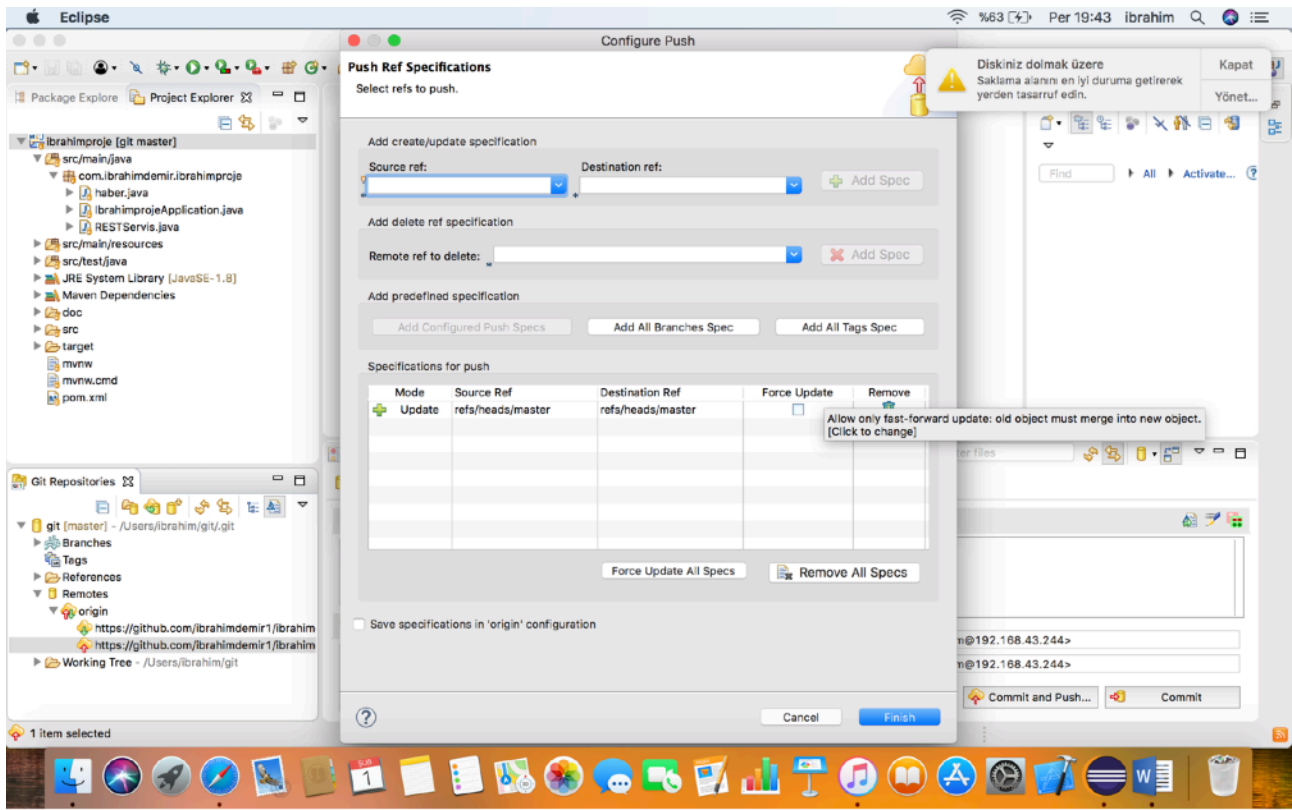 Eclipse
%63
Per 19:43
ibrahim
Configure Push
Push Ref Specifications
Select refs to push.
Diskiniz dolmak üzere
Saklama alanını en iyi duruma getirerek
yerden tasarruf edin.
Kapat
Yönet...
Package Explore
Project Explorer
ibrahimproje [git master]
src/main/java
com.ibrahimdemir.ibrahimproje
haber.java
IbrahimprojeApplication.java
RESTServis.java
src/main/resources
src/test/java
JRE System Library [JavaSE-1.8]
Maven Dependencies
doc
src
target
mvnw
mvnw.cmd
pom.xml
Add create/update specification
Source ref:
Destination ref:
Add Spec
Add delete ref specification
Remote ref to delete:
Add Spec
Add predefined specification
Add Configured Push Specs
Add All Branches Spec
Add All Tags Spec
Specifications for push
Mode Source Ref Destination Ref Force Update Remove
Update refs/heads/master refs/heads/master
Allow only fast-forward update: old object must merge into new object.
[Click to change]
Force Update All Specs
Remove All Specs
Save specifications in 'origin' configuration
Cancel
Finish
Find
All
Activate...
ter files
Git Repositories
git [master] - /Users/ibrahim/git/.git
Branches
Tags
References
Remotes
origin
https://github.com/ibrahimdemir1/ibrahim
https://github.com/ibrahimdemir1/ibrahim
Working Tree - /Users/ibrahim/git
m@192.168.43.244>
m@192.168.43.244>
Commit and Push...
Commit
1 item selected
ŞUB
1
W